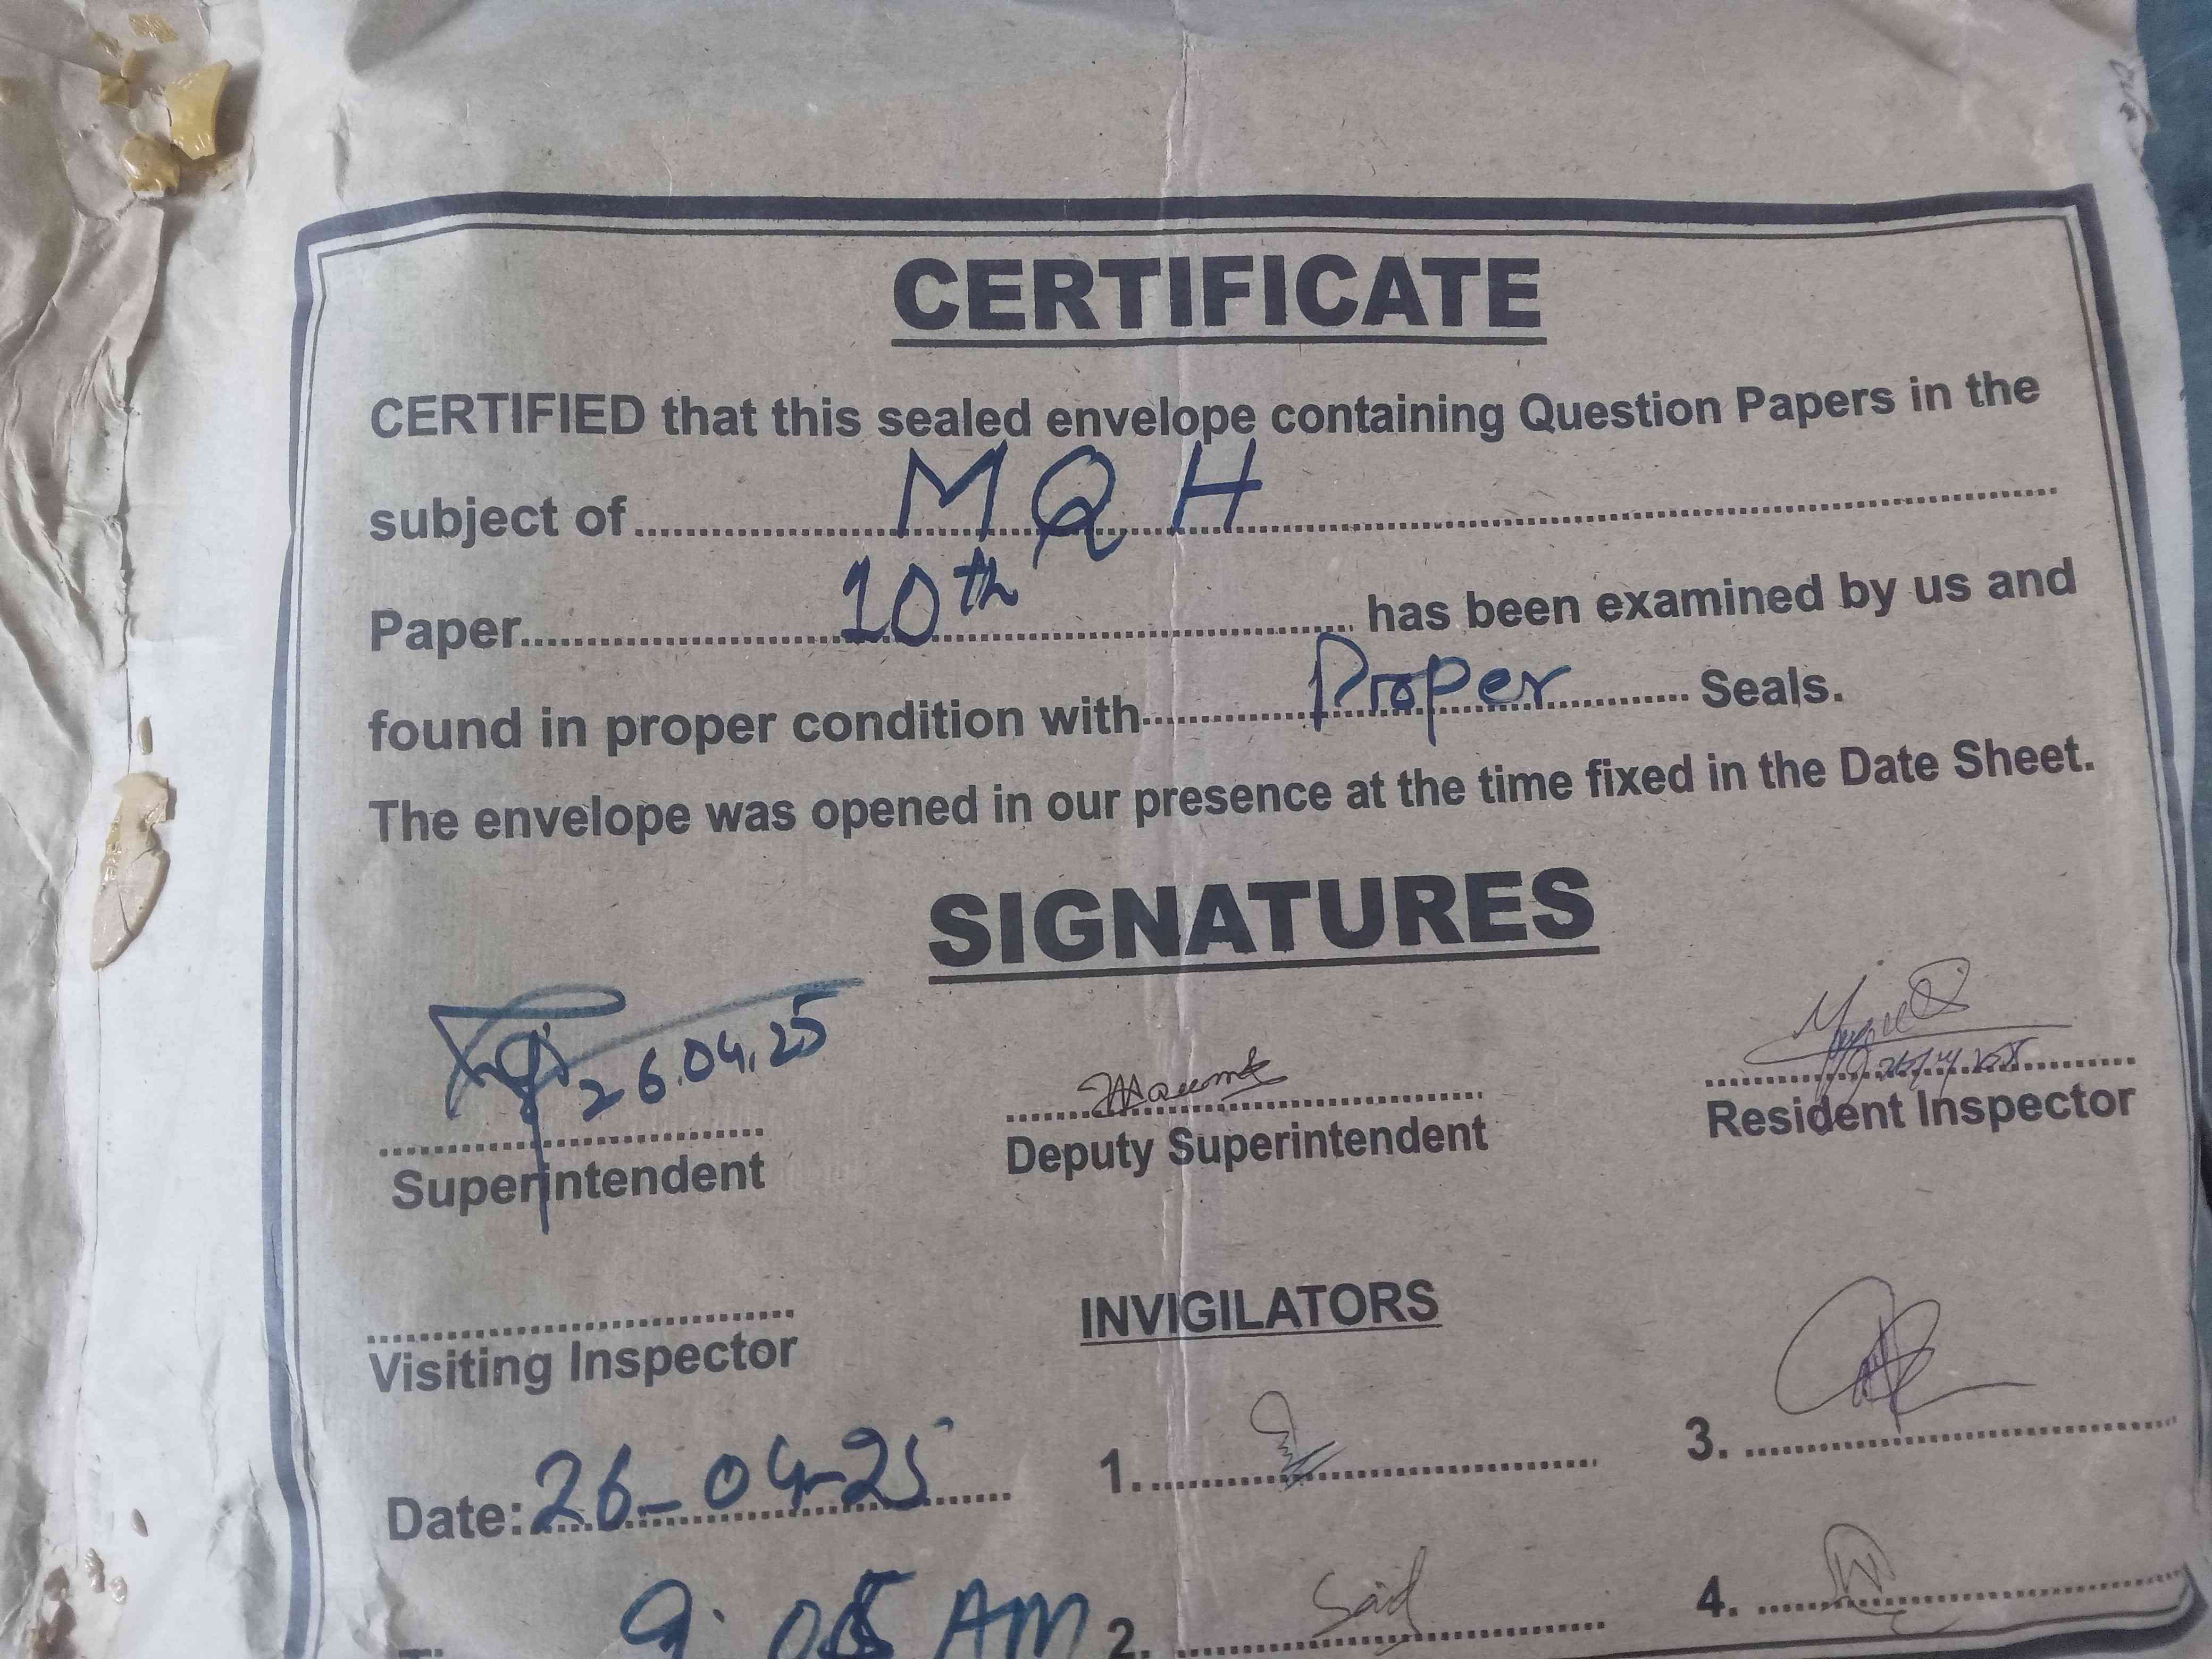 CERTIFICATE
CERTIFIED that this sealed envelope containing Question Papers in the
subject of M Q H
Paper 10th has been examined by us and
found in proper condition with Proper Seals.
The envelope was opened in our presence at the time fixed in the Date Sheet.
SIGNATURES
26.04.25
Superintendent
Deputy Superintendent
Resident Inspector
Visiting Inspector
INVIGILATORS
Date: 26-04-25
1.
3.
9:05 AM
2. Said
4.